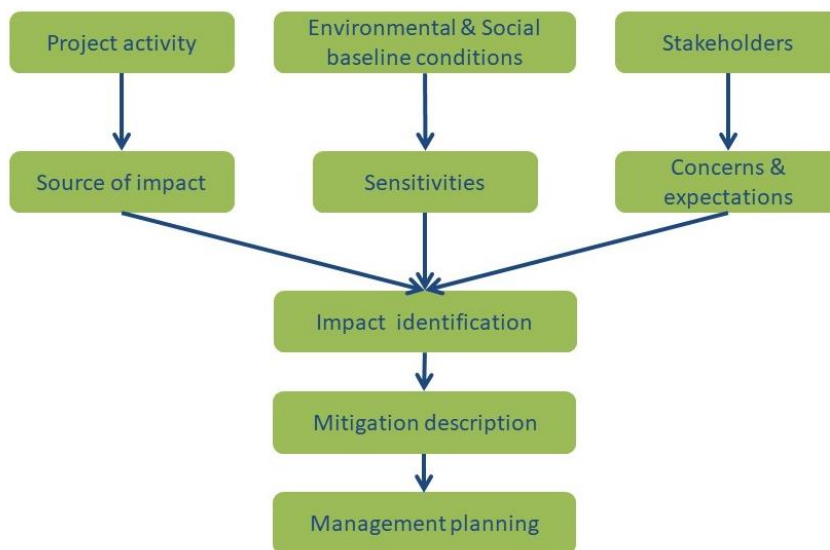 Project activity
Environmental & Social
baseline conditions
Stakeholders
Source of impact
Sensitivities
Concerns &
expectations
Impact identification
Mitigation description
Management planning